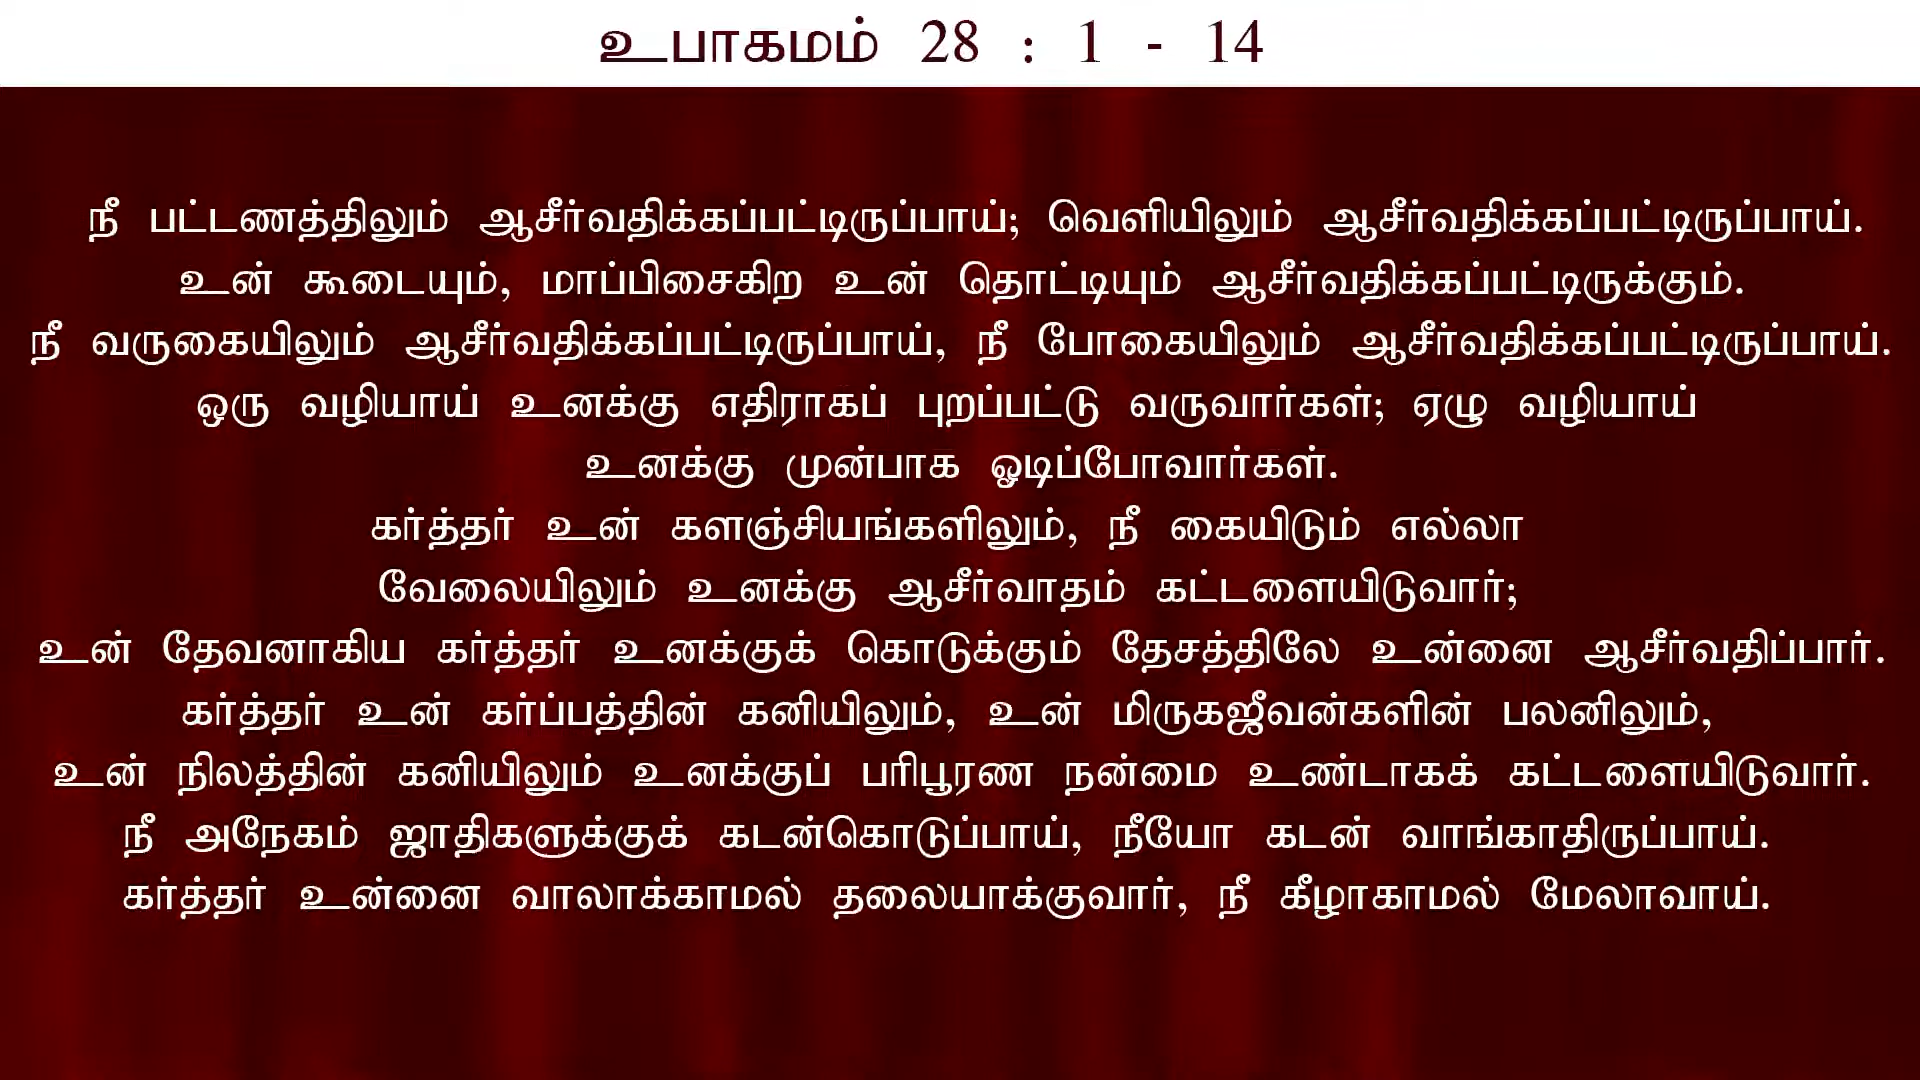 உபாகமம் 28 : 1 - 14
நீ பட்டணத்திலும் ஆசீர்வதிக்கப்பட்டிருப்பாய்; வெளியிலும் ஆசீர்வதிக்கப்பட்டிருப்பாய்.
உன் கூடையும், மாப்பிசைகிற உன் தொட்டியும் ஆசீர்வதிக்கப்பட்டிருக்கும்.
நீ வருகையிலும் ஆசீர்வதிக்கப்பட்டிருப்பாய், நீ போகையிலும் ஆசீர்வதிக்கப்பட்டிருப்பாய்.
ஒரு வழியாய் உனக்கு எதிராகப் புறப்பட்டு வருவார்கள்; ஏழு வழியாய்
உனக்கு முன்பாக ஓடிப்போவார்கள்.
கர்த்தர் உன் களஞ்சியங்களிலும், நீ கையிடும் எல்லா
வேலையிலும் உனக்கு ஆசீர்வாதம் கட்டளையிடுவார்;
உன் தேவனாகிய கர்த்தர் உனக்குக் கொடுக்கும் தேசத்திலே உன்னை ஆசீர்வதிப்பார்.
கர்த்தர் உன் கர்ப்பத்தின் கனியிலும், உன் மிருகஜீவன்களின் பலனிலும்,
உன் நிலத்தின் கனியிலும் உனக்குப் பரிபூரண நன்மை உண்டாகக் கட்டளையிடுவார்.
நீ அநேகம் ஜாதிகளுக்குக் கடன்கொடுப்பாய், நீயோ கடன் வாங்காதிருப்பாய்.
கர்த்தர் உன்னை வாலாக்காமல் தலையாக்குவார், நீ கீழாகாமல் மேலாவாய்.